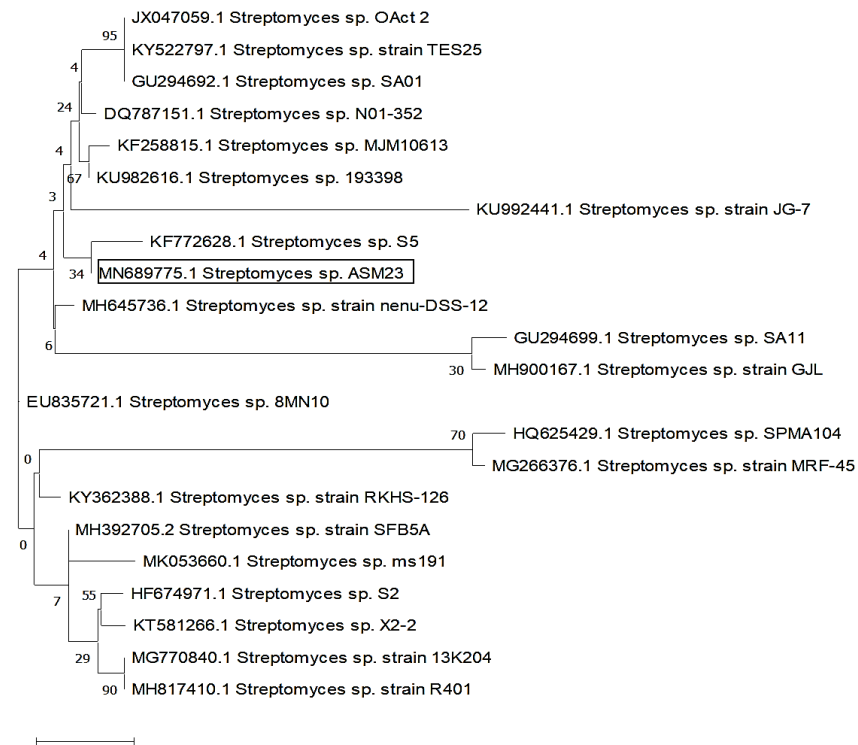 JX047059.1 Streptomyces sp. OAct 2
95
KY522797.1 Streptomyces sp. strain TES25
4
GU294692.1 Streptomyces sp. SA01
24
DQ787151.1 Streptomyces sp. N01-352
4
KF258815.1 Streptomyces sp. MJM10613
67
KU982616.1 Streptomyces sp. 193398
3
KU992441.1 Streptomyces sp. strain JG-7
KF772628.1 Streptomyces sp. S5
4
34
MN689775.1 Streptomyces sp. ASM23
MH645736.1 Streptomyces sp. strain nenu-DSS-12
GU294699.1 Streptomyces sp. SA11
6
30
MH900167.1 Streptomyces sp. strain GJL
EU835721.1 Streptomyces sp. 8MN10
70
HQ625429.1 Streptomyces sp. SPMA104
0
MG266376.1 Streptomyces sp. strain MRF-45
KY362388.1 Streptomyces sp. strain RKHS-126
MH392705.2 Streptomyces sp. strain SFB5A
0
MK053660.1 Streptomyces sp. ms191
7
55
HF674971.1 Streptomyces sp. S2
KT581266.1 Streptomyces sp. X2-2
29
MG770840.1 Streptomyces sp. strain 13K204
90
MH817410.1 Streptomyces sp. strain R401